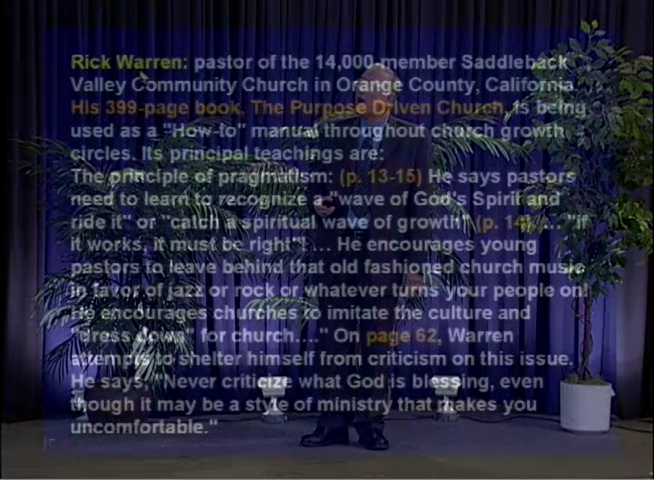 Rick Warren: pastor of the 14,000-member Saddleback
Valley Community Church in Orange County, California.
His 399-page book, The Purpose Driven Church, is being
used as a "How-to" manual throughout church growth
circles. Its principal teachings are:
The principle of pragmatism: (p. 13-15) He says pastors
need to learn to recognize a "wave of God's Spirit and
ride it" or "catch a spiritual wave of growth" (p. 14) ... "If
it works, it must be right"! ... He encourages young
pastors to leave behind that old fashioned church music
in favor of jazz or rock or whatever turns your people on!
He encourages churches to imitate the culture and
"dress down" for church...." On page 62, Warren
attempts to shelter himself from criticism on this issue.
He says, "Never criticize what God is blessing, even
though it may be a style of ministry that makes you
uncomfortable."